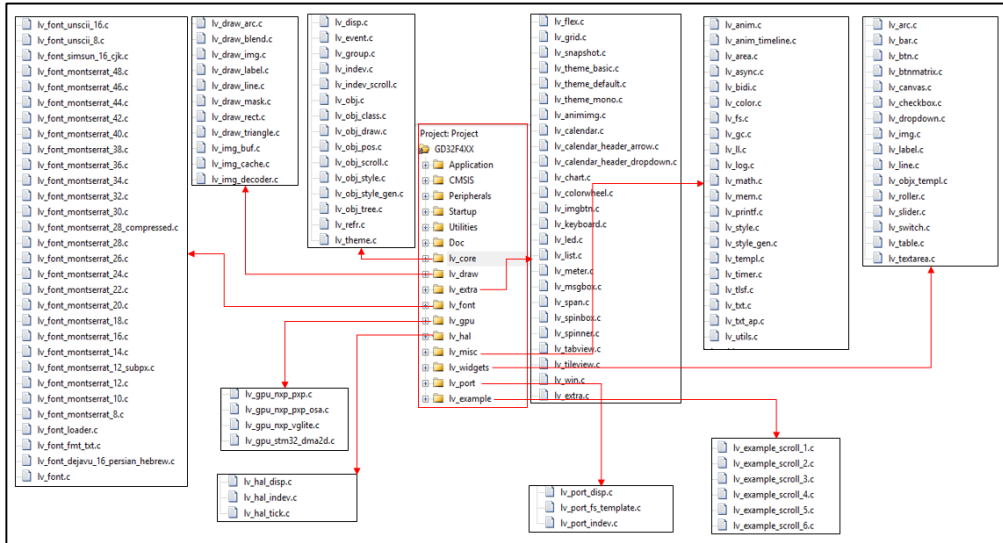 lv_font_unscii_16.c
lv_font_unscii_8.c
lv_font_simsun_16_cjk.c
lv_font_montserrat_48.c
lv_font_montserrat_46.c
lv_font_montserrat_44.c
lv_font_montserrat_42.c
lv_font_montserrat_40.c
lv_font_montserrat_38.c
lv_font_montserrat_36.c
lv_font_montserrat_34.c
lv_font_montserrat_32.c
lv_font_montserrat_30.c
lv_font_montserrat_28_compressed.c
lv_font_montserrat_28.c
lv_font_montserrat_26.c
lv_font_montserrat_24.c
lv_font_montserrat_22.c
lv_font_montserrat_20.c
lv_font_montserrat_18.c
lv_font_montserrat_16.c
lv_font_montserrat_14.c
lv_font_montserrat_12_subpx.c
lv_font_montserrat_12.c
lv_font_montserrat_10.c
lv_font_montserrat_8.c
lv_font_loader.c
lv_font_fmt_txt.c
lv_font_dejavu_16_persian_hebrew.c
lv_font.c
lv_draw_arc.c
lv_draw_blend.c
lv_draw_img.c
lv_draw_label.c
lv_draw_line.c
lv_draw_mask.c
lv_draw_rect.c
lv_draw_triangle.c
lv_img_buf.c
lv_img_cache.c
lv_img_decoder.c
lv_disp.c
lv_event.c
lv_group.c
lv_indev.c
lv_indev_scroll.c
lv_obj.c
lv_obj_class.c
lv_obj_draw.c
lv_obj_pos.c
lv_obj_scroll.c
lv_obj_style.c
lv_obj_style_gen.c
lv_obj_tree.c
lv_refr.c
lv_theme.c
Project: Project
GD32F4XX
Application
CMSIS
Peripherals
Startup
Utilities
Doc
lv_core
lv_draw
lv_extra
lv_font
lv_gpu
lv_hal
lv_misc
lv_widgets
lv_port
lv_example
lv_flex.c
lv_grid.c
lv_snapshot.c
lv_theme_basic.c
lv_theme_default.c
lv_theme_mono.c
lv_animimg.c
lv_calendar.c
lv_calendar_header_arrow.c
lv_calendar_header_dropdown.c
lv_chart.c
lv_colorwheel.c
lv_imgbtn.c
lv_keyboard.c
lv_led.c
lv_list.c
lv_meter.c
lv_msgbox.c
lv_span.c
lv_spinbox.c
lv_spinner.c
lv_tabview.c
lv_tileview.c
lv_win.c
lv_extra.c
lv_anim.c
lv_anim_timeline.c
lv_area.c
lv_async.c
lv_bidi.c
lv_color.c
lv_fs.c
lv_gc.c
lv_ll.c
lv_log.c
lv_math.c
lv_mem.c
lv_printf.c
lv_style.c
lv_style_gen.c
lv_templ.c
lv_timer.c
lv_tlsf.c
lv_txt.c
lv_txt_ap.c
lv_utils.c
lv_arc.c
lv_bar.c
lv_btn.c
lv_btnmatrix.c
lv_canvas.c
lv_checkbox.c
lv_dropdown.c
lv_img.c
lv_label.c
lv_line.c
lv_objx_templ.c
lv_roller.c
lv_slider.c
lv_switch.c
lv_table.c
lv_textarea.c
lv_gpu_nxp_pxp.c
lv_gpu_nxp_pxp_osa.c
lv_gpu_nxp_vglite.c
lv_gpu_stm32_dma2d.c
lv_hal_disp.c
lv_hal_indev.c
lv_hal_tick.c
lv_port_disp.c
lv_port_fs_template.c
lv_port_indev.c
lv_example_scroll_1.c
lv_example_scroll_2.c
lv_example_scroll_3.c
lv_example_scroll_4.c
lv_example_scroll_5.c
lv_example_scroll_6.c